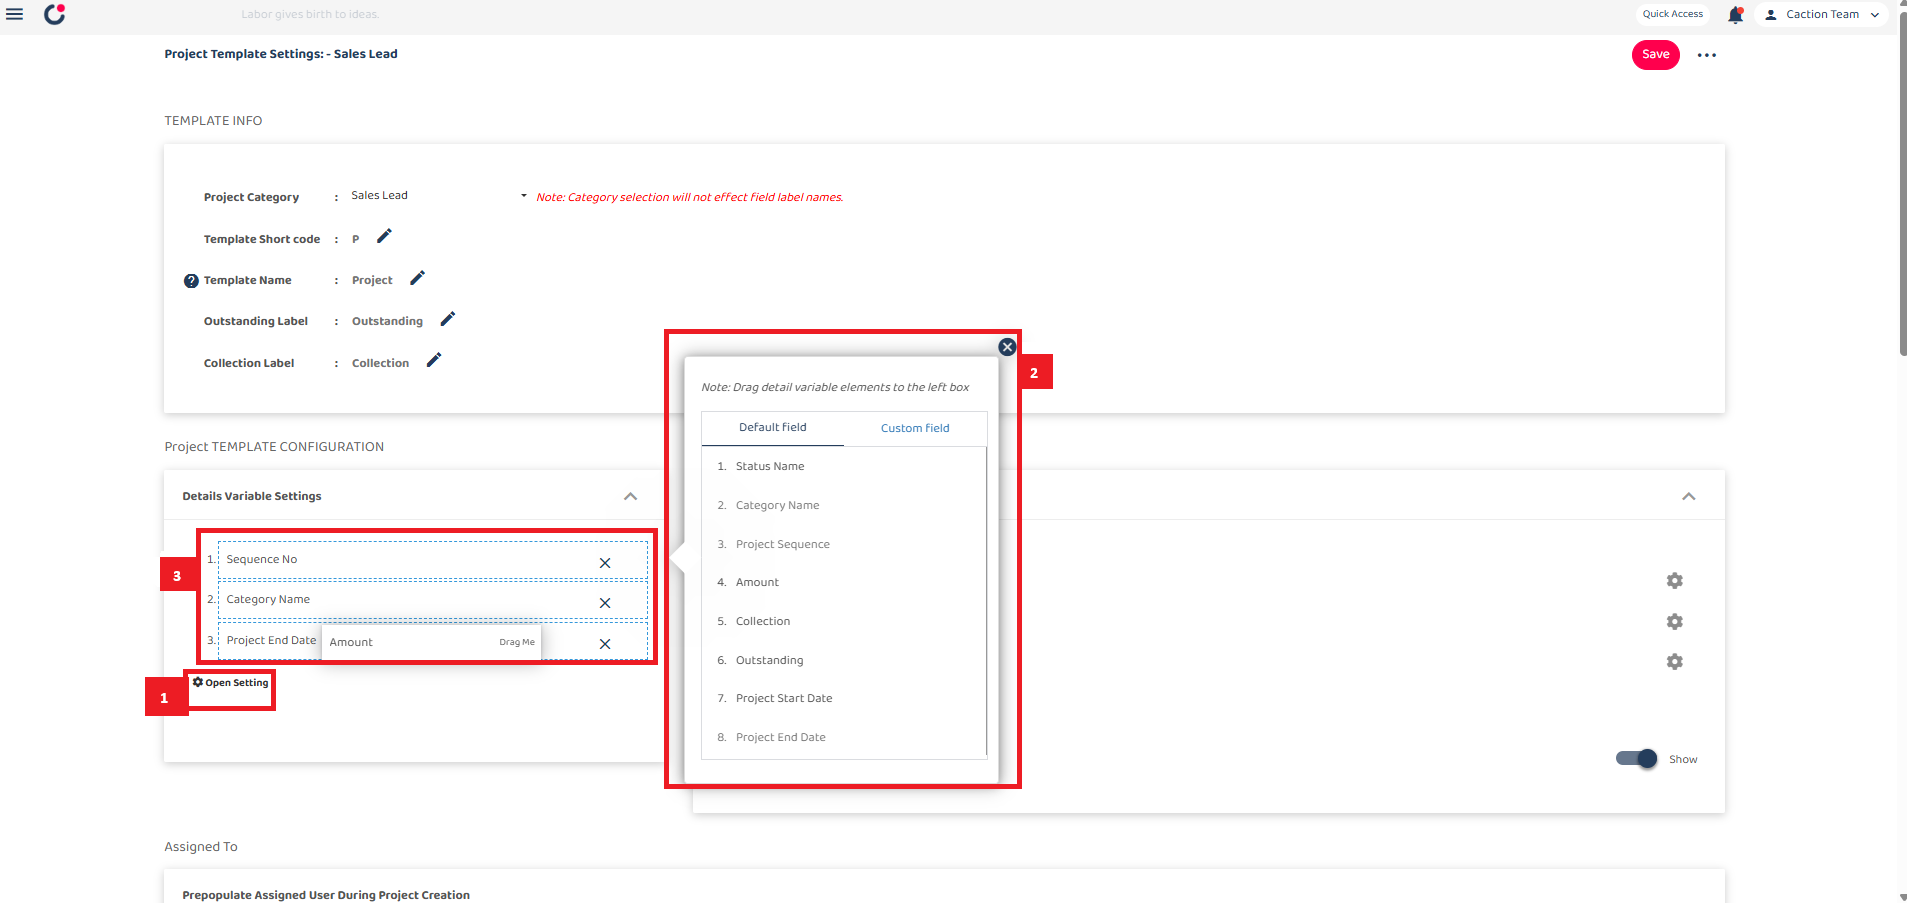 Labor gives birth to ideas.
Quick Access
Caction Team
Project Template Settings: - Sales Lead
Save
TEMPLATE INFO
Project Category : Sales Lead
Note: Category selection will not effect field label names.
Template Short code : P
? Template Name : Project
Outstanding Label : Outstanding
Collection Label : Collection
2
Note: Drag detail variable elements to the left box
Default field Custom field
1. Status Name
2. Category Name
3. Project Sequence
4. Amount
5. Collection
6. Outstanding
7. Project Start Date
8. Project End Date
Project TEMPLATE CONFIGURATION
Details Variable Settings
3
1. Sequence No
2. Category Name
3. Project End Date
Amount Drag Me
1
Open Setting
Show
Assigned To
Prepopulate Assigned User During Project Creation